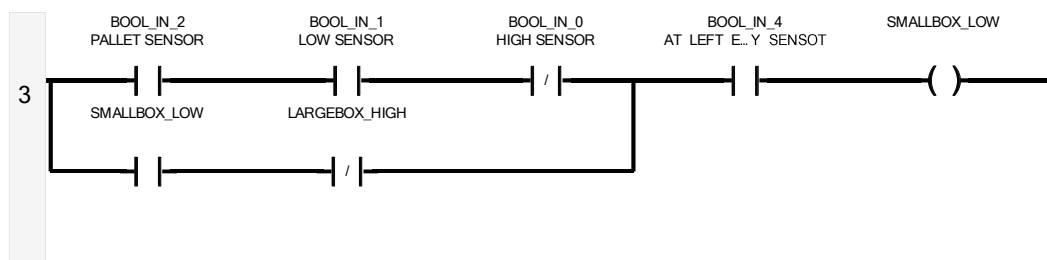 BOOL_IN_2 BOOL_IN_1 BOOL_IN_0 BOOL_IN_4 SMALLBOX_LOW
PALLET SENSOR LOW SENSOR HIGH SENSOR AT LEFT E...Y SENSOT
/ ( )
3
SMALLBOX_LOW LARGEBOX_HIGH
/